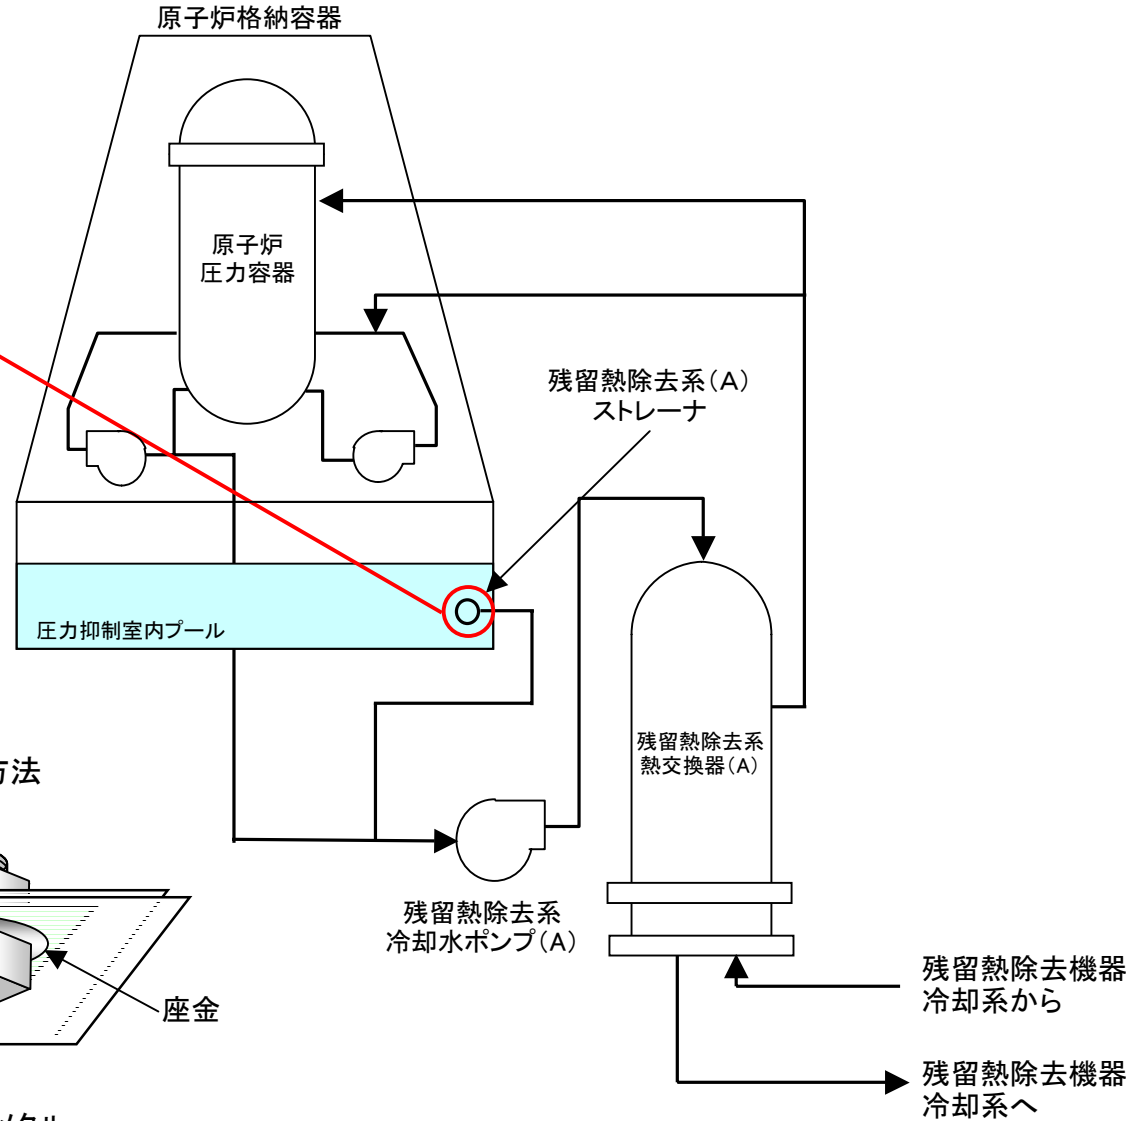 原子炉格納容器
原子炉
圧力容器
残留熱除去系(A)
ストレーナ
圧力抑制室内プール
残留熱除去系
熱交換器(A)
方法
残留熱除去系
冷却水ポンプ(A)
座金
残留熱除去機器
冷却系から
残留熱除去機器
冷却系へ